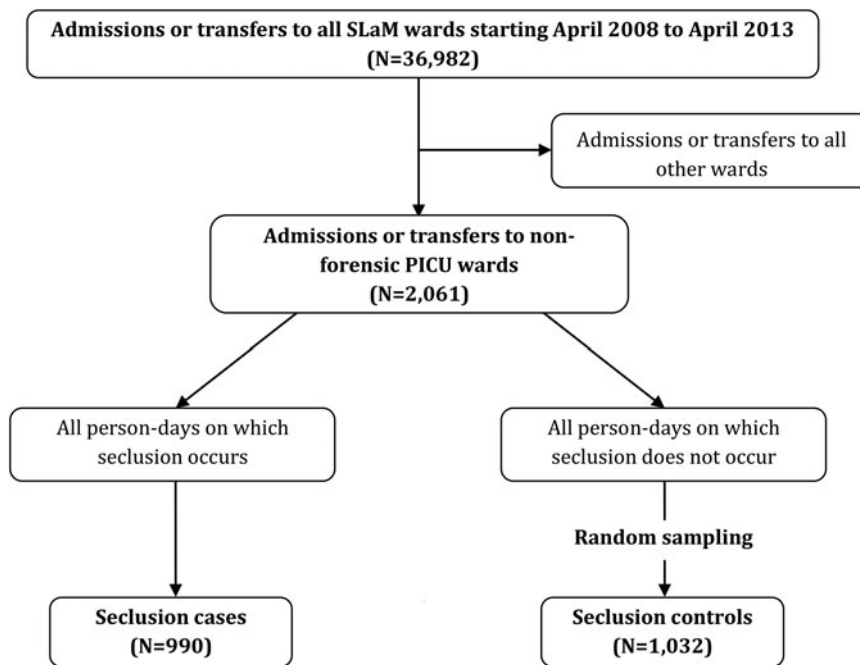 Admissions or transfers to all SLaM wards starting April 2008 to April 2013
(N=36,982)
Admissions or transfers to all
other wards
Admissions or transfers to non-
forensic PICU wards
(N=2,061)
All person-days on which
seclusion occurs
All person-days on which
seclusion does not occur
Random sampling
Seclusion cases
(N=990)
Seclusion controls
(N=1,032)